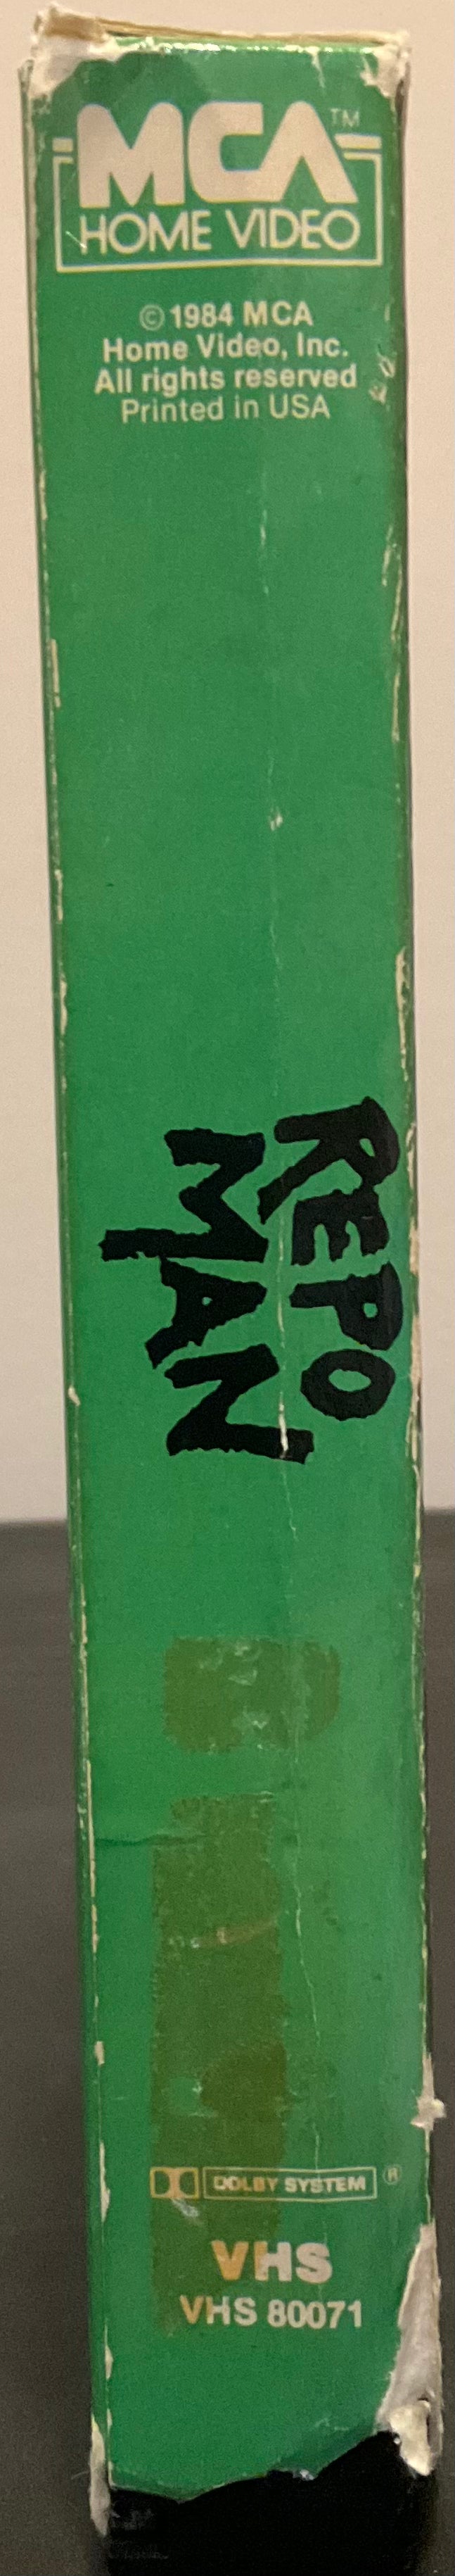 MCA™
HOME VIDEO
© 1984 MCA
Home Video, Inc.
All rights reserved
Printed in USA
REPO
MAN
DOLBY SYSTEM ®
VHS
VHS 80071